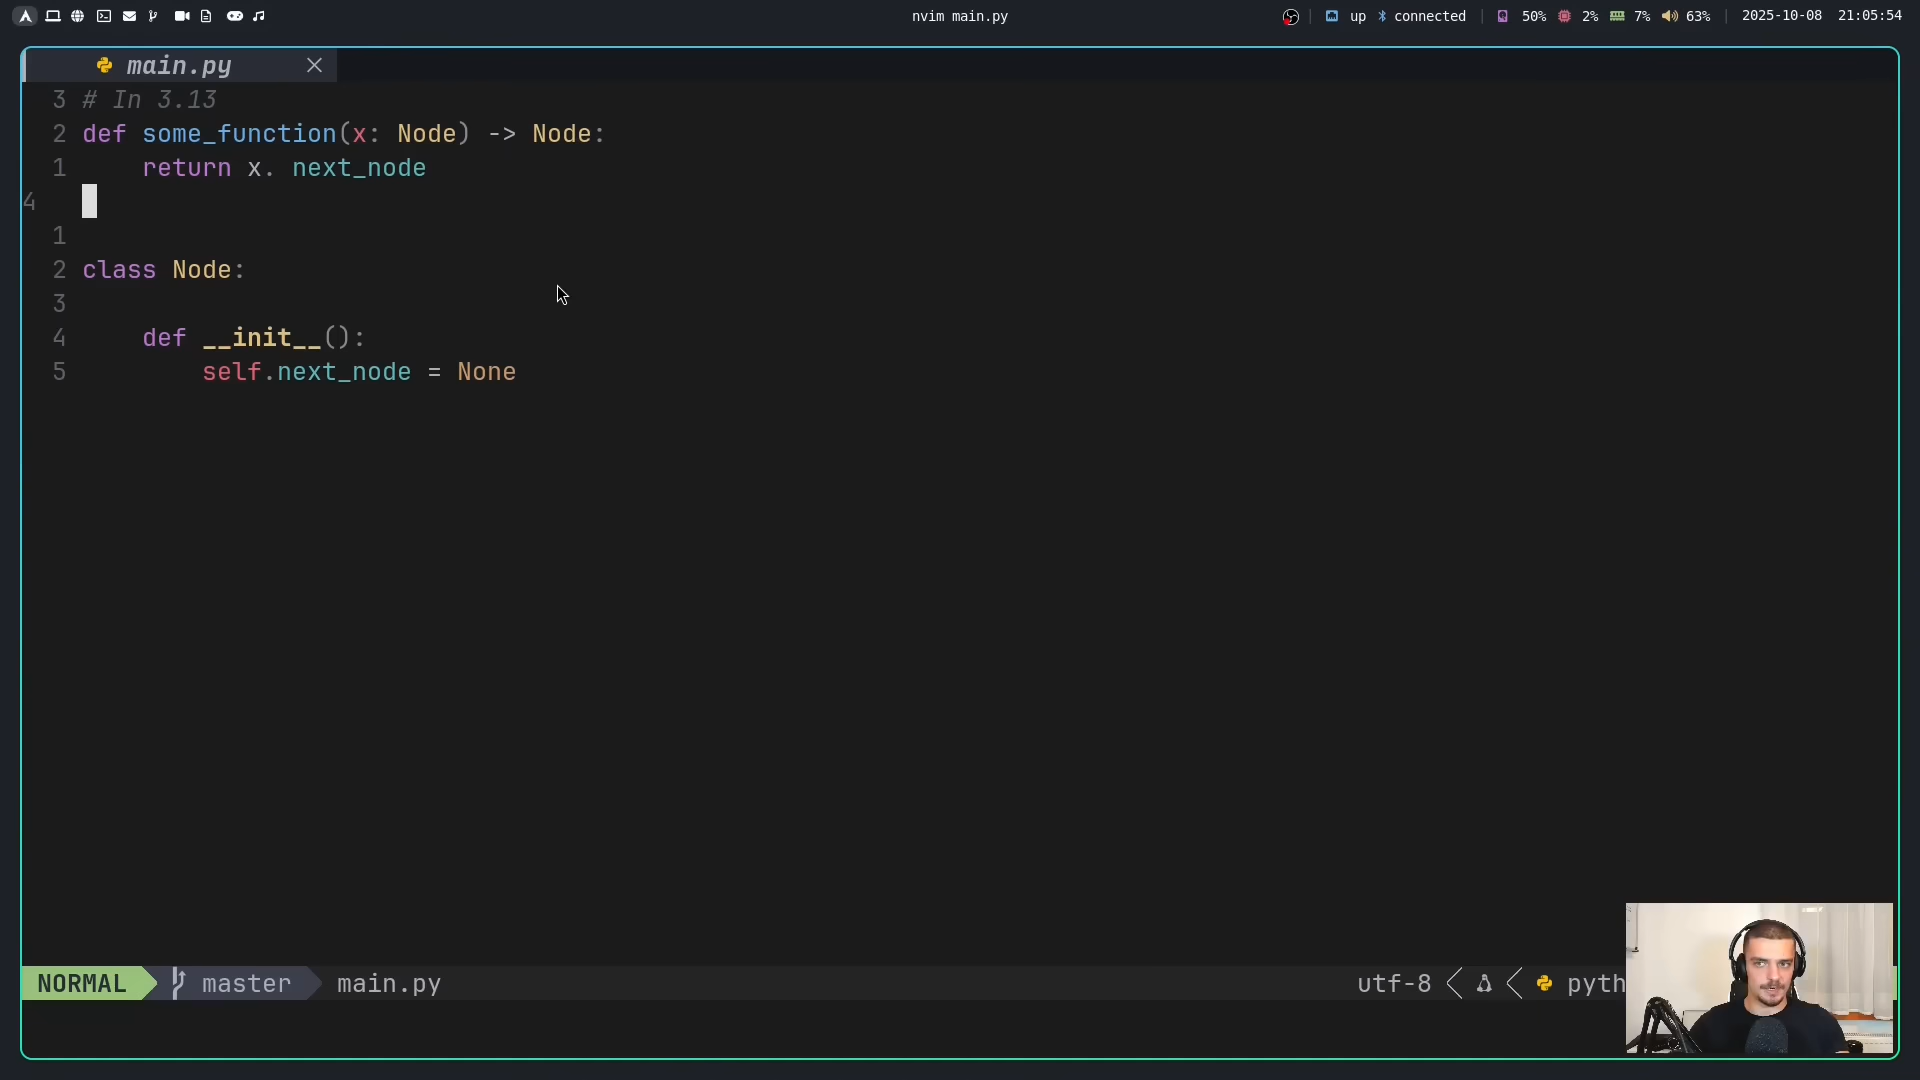 nvim main.py
up connected 50% 2% 7% 63% 2025-10-08 21:05:54
main.py
3 # In 3.13
2 def some_function(x: Node) -> Node:
1     return x. next_node
4
1
2 class Node:
3
4     def __init__():
5         self.next_node = None
NORMAL master main.py utf-8 pyth